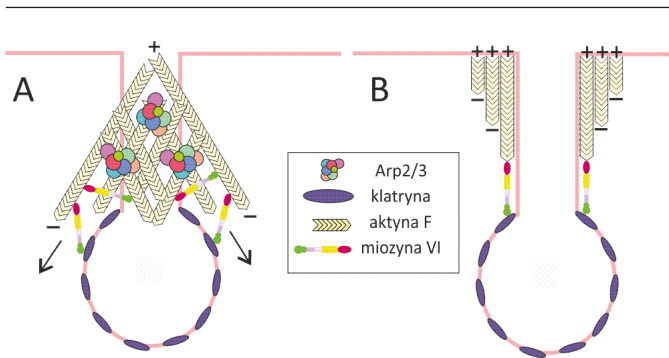 +
+ + +
+ + +
A
B
Arp2/3
klatryna
aktyna F
miozyna VI
−
−
−
−
−
−